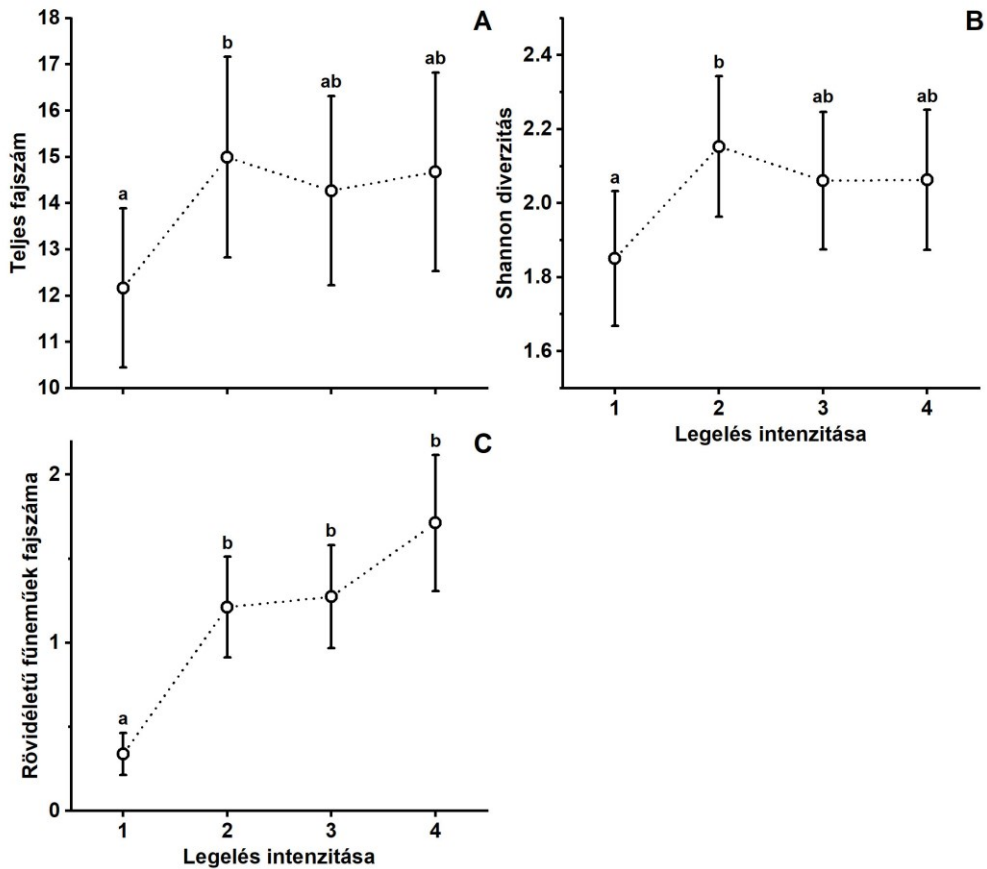 A
Teljes fajszám
18
17
16
15
14
13
12
11
10
a
b
ab
ab
B
Shannon diverzitás
2.4
2.2
2.0
1.8
1.6
a
b
ab
ab
1 2 3 4
Legelés intenzitása
C
Rövidéletű fűneműek fajszáma
2
1
0
a
b
b
b
1 2 3 4
Legelés intenzitása